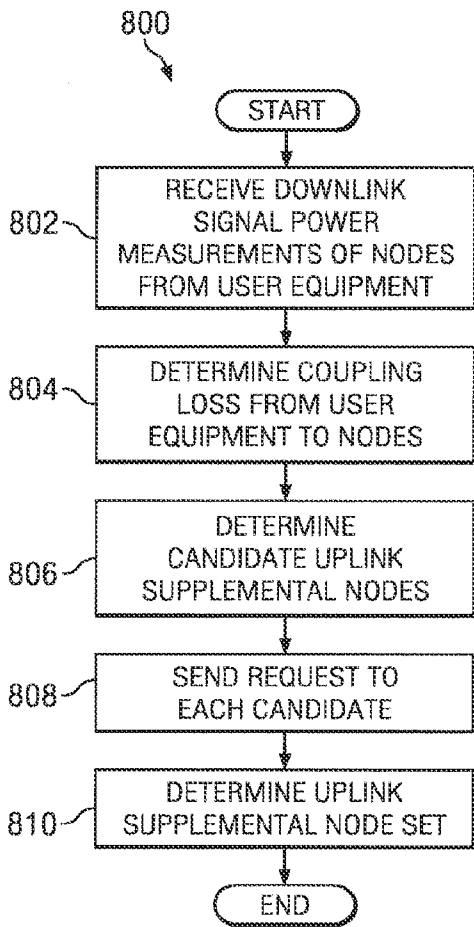 800
START
802
RECEIVE DOWNLINK
SIGNAL POWER
MEASUREMENTS OF NODES
FROM USER EQUIPMENT
804
DETERMINE COUPLING
LOSS FROM USER
EQUIPMENT TO NODES
806
DETERMINE
CANDIDATE UPLINK
SUPPLEMENTAL NODES
808
SEND REQUEST TO
EACH CANDIDATE
810
DETERMINE UPLINK
SUPPLEMENTAL NODE SET
END